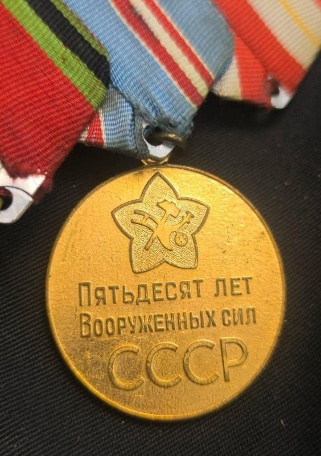 Пятьдесят лет
Вооруженных сил
СССР